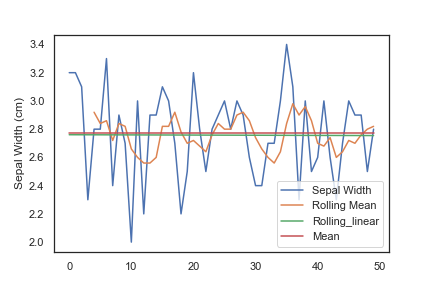 Sepal Width (cm)
3.4
3.2
3.0
2.8
2.6
2.4
2.2
2.0
0
10
20
30
40
50
Sepal Width
Rolling Mean
Rolling_linear
Mean